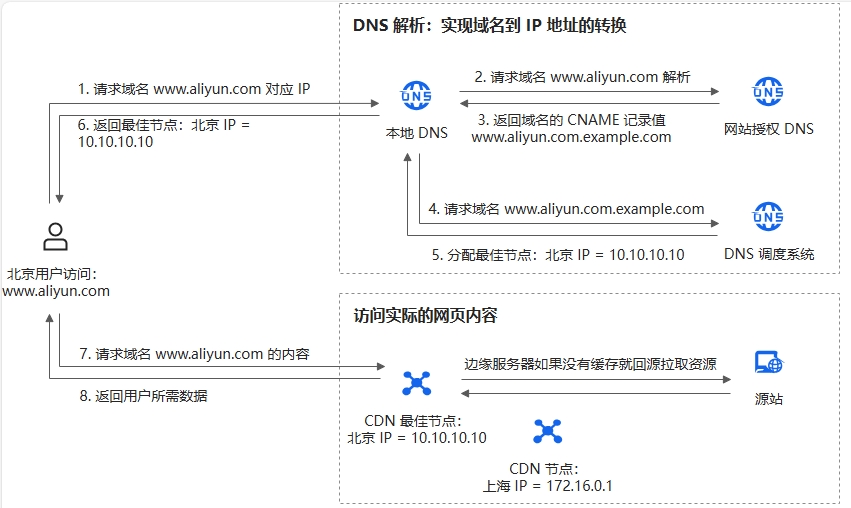 DNS 解析：实现域名到 IP 地址的转换
1. 请求域名 www.aliyun.com 对应 IP
2. 请求域名 www.aliyun.com 解析
DNS
DNS
6. 返回最佳节点：北京 IP =
10.10.10.10
3. 返回域名的 CNAME 记录值
www.aliyun.com.example.com
本地 DNS
网站授权 DNS
4. 请求域名 www.aliyun.com.example.com
DNS
5. 分配最佳节点：北京 IP = 10.10.10.10
DNS 调度系统
北京用户访问：
www.aliyun.com
访问实际的网页内容
7. 请求域名 www.aliyun.com 的内容
边缘服务器如果没有缓存就回源拉取资源
8. 返回用户所需数据
源站
CDN 最佳节点：
北京 IP = 10.10.10.10
CDN 节点：
上海 IP = 172.16.0.1